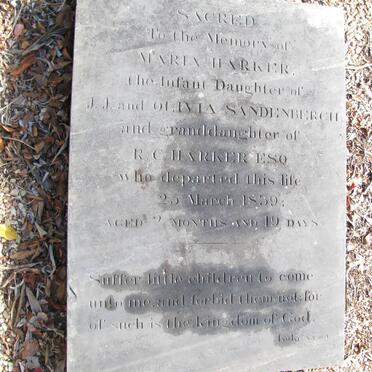 SACRED
To the Memory of
MARIA HARKER,
the Infant Daughter of
J. J. and OLIVIA SANDENBERGH
and granddaughter of
R. C. HARKER ESQ
who departed this life
25 March 1859;
AGED 2 MONTHS AND 19 DAYS
Suffer little children to come
unto me and forbid them not for
of such is the kingdom of God.